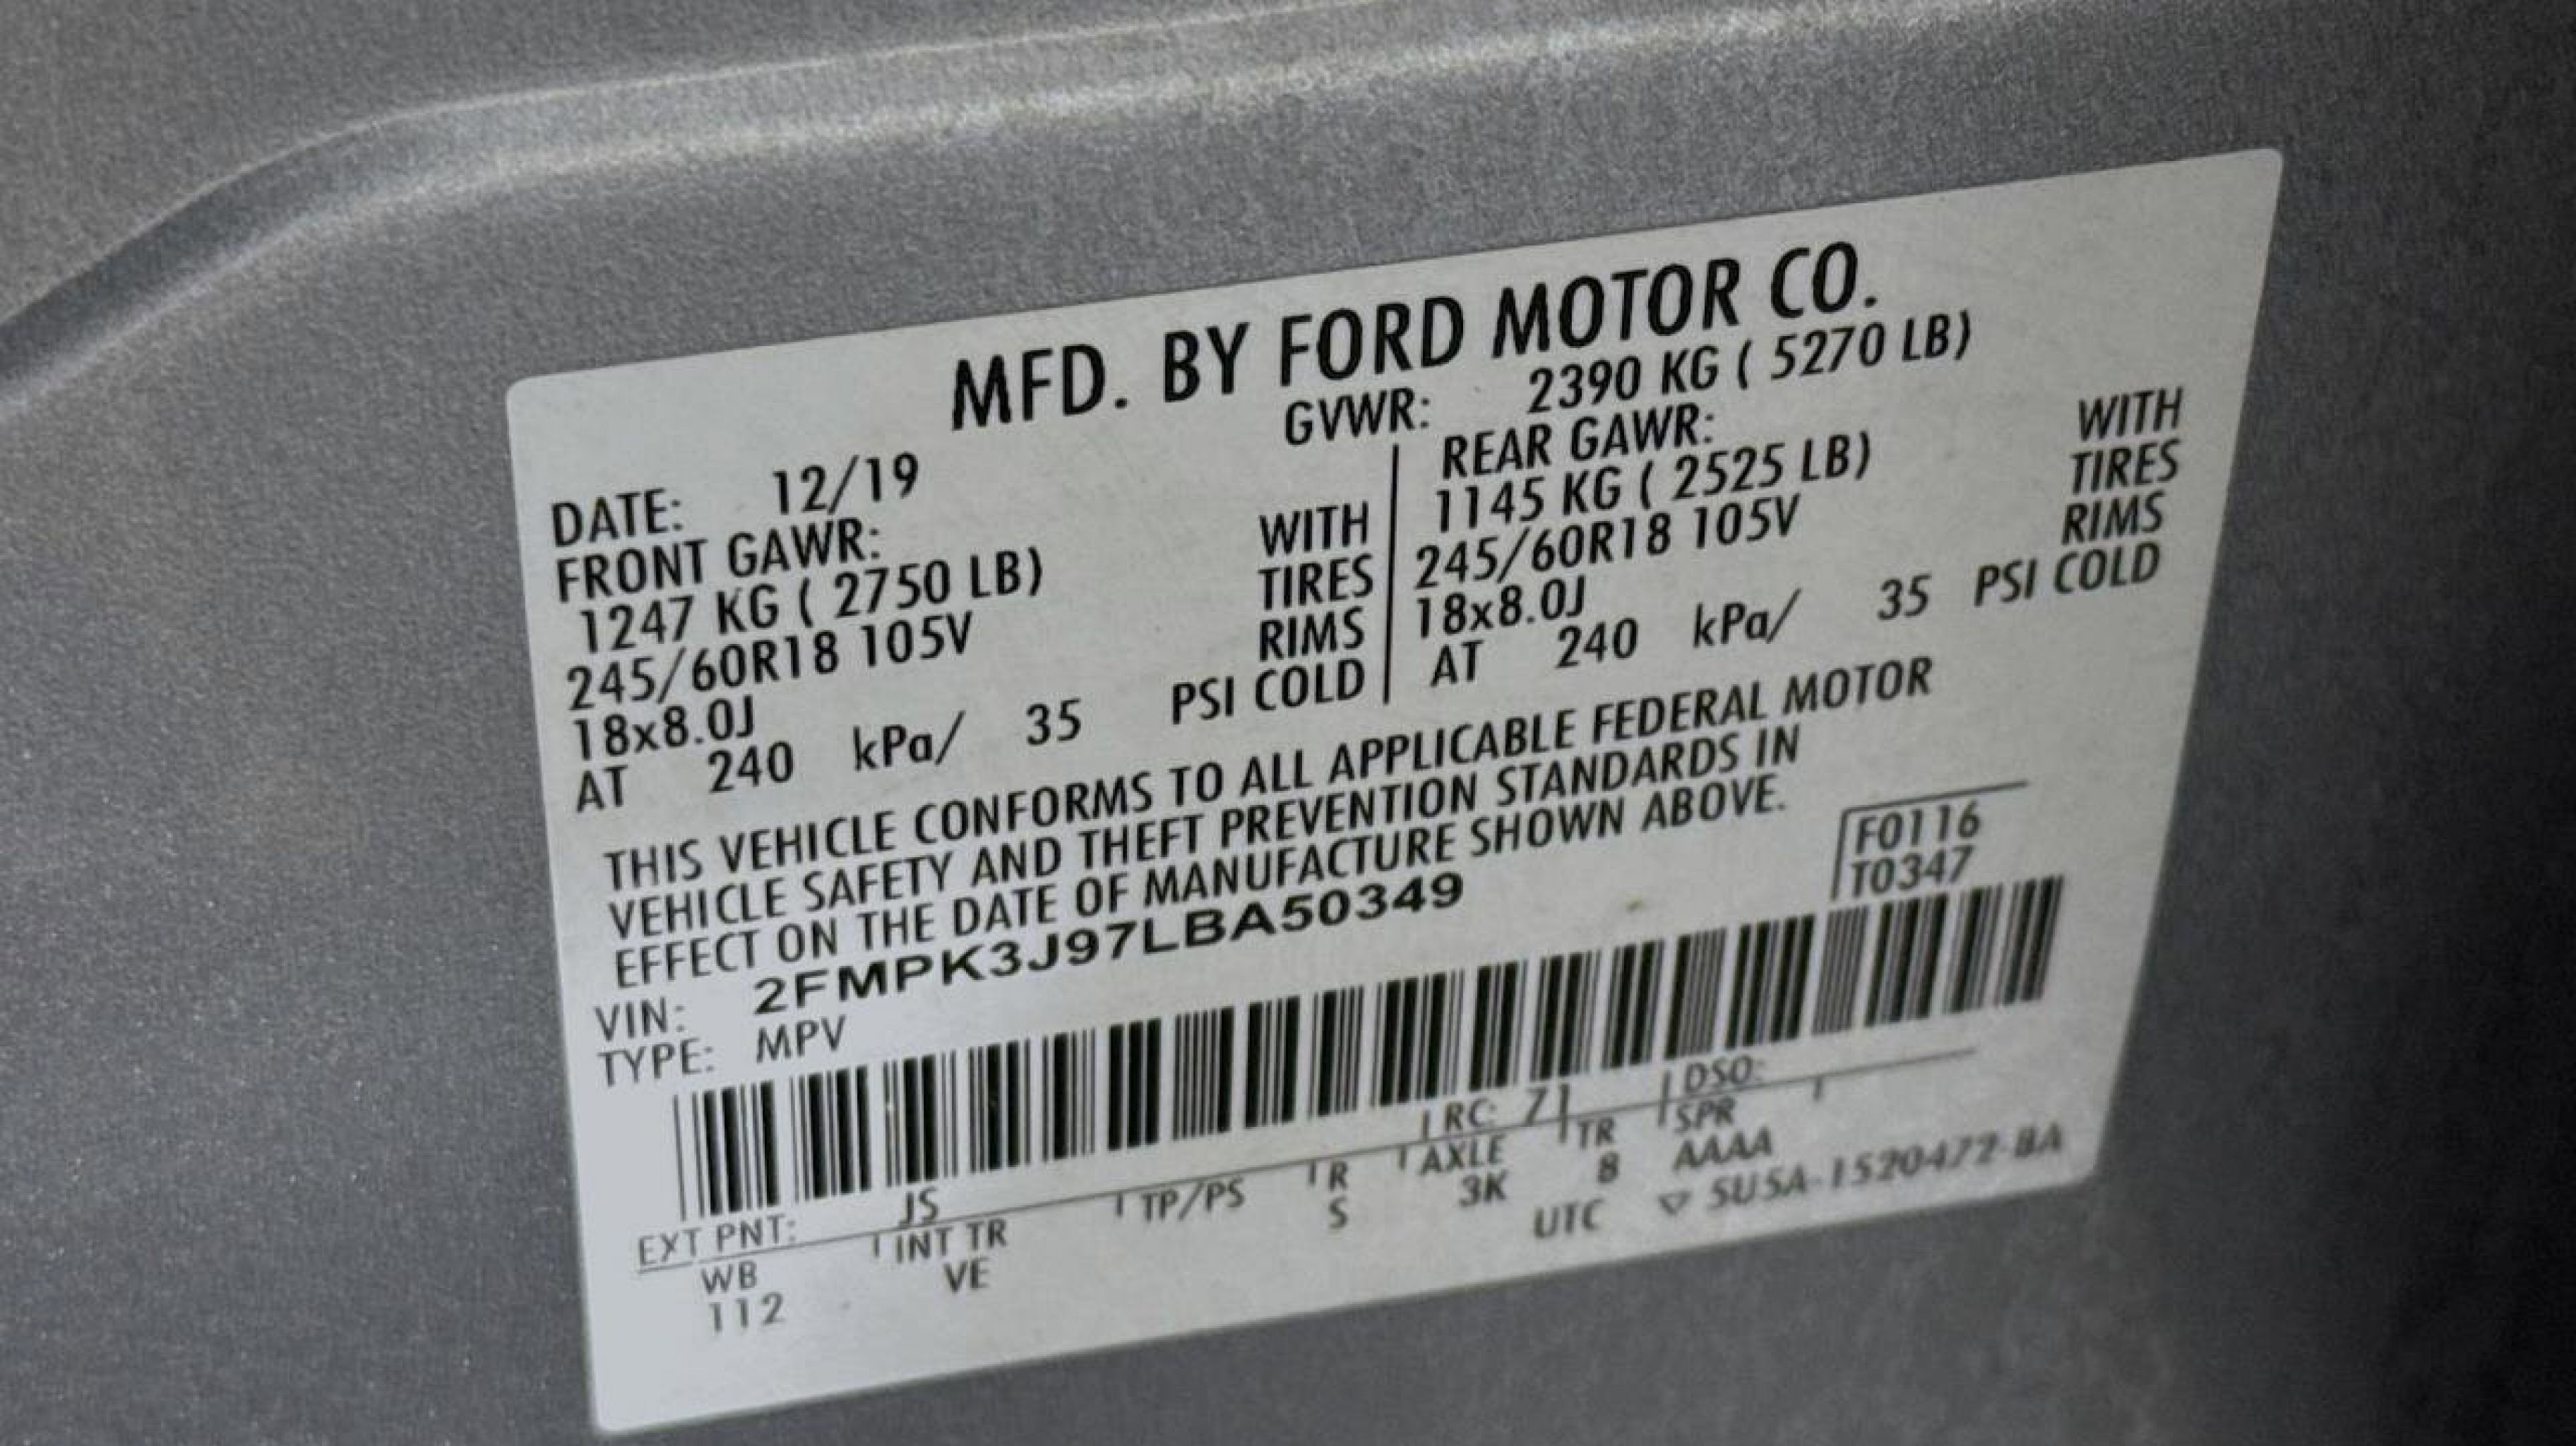 MFD. BY FORD MOTOR CO.
DATE: 12/19 GVWR: 2390 KG ( 5270 LB)
FRONT GAWR: REAR GAWR:
1247 KG ( 2750 LB) WITH 1145 KG ( 2525 LB) WITH
245/60R18 105V TIRES 245/60R18 105V TIRES
18x8.0J RIMS 18x8.0J RIMS
AT 240 kPa/ 35 PSI COLD AT 240 kPa/ 35 PSI COLD
THIS VEHICLE CONFORMS TO ALL APPLICABLE FEDERAL MOTOR
VEHICLE SAFETY AND THEFT PREVENTION STANDARDS IN
EFFECT ON THE DATE OF MANUFACTURE SHOWN ABOVE.
F0116
T0347
VIN: 2FMPK3J97LBA50349
TYPE: MPV
EXT PNT: JS RC: 71 DSO:
WB INT TR TP/PS R AXLE TR SPR
112 VE S 3K 8 AAAA
UTC ▽ 5U5A-1520472-BA